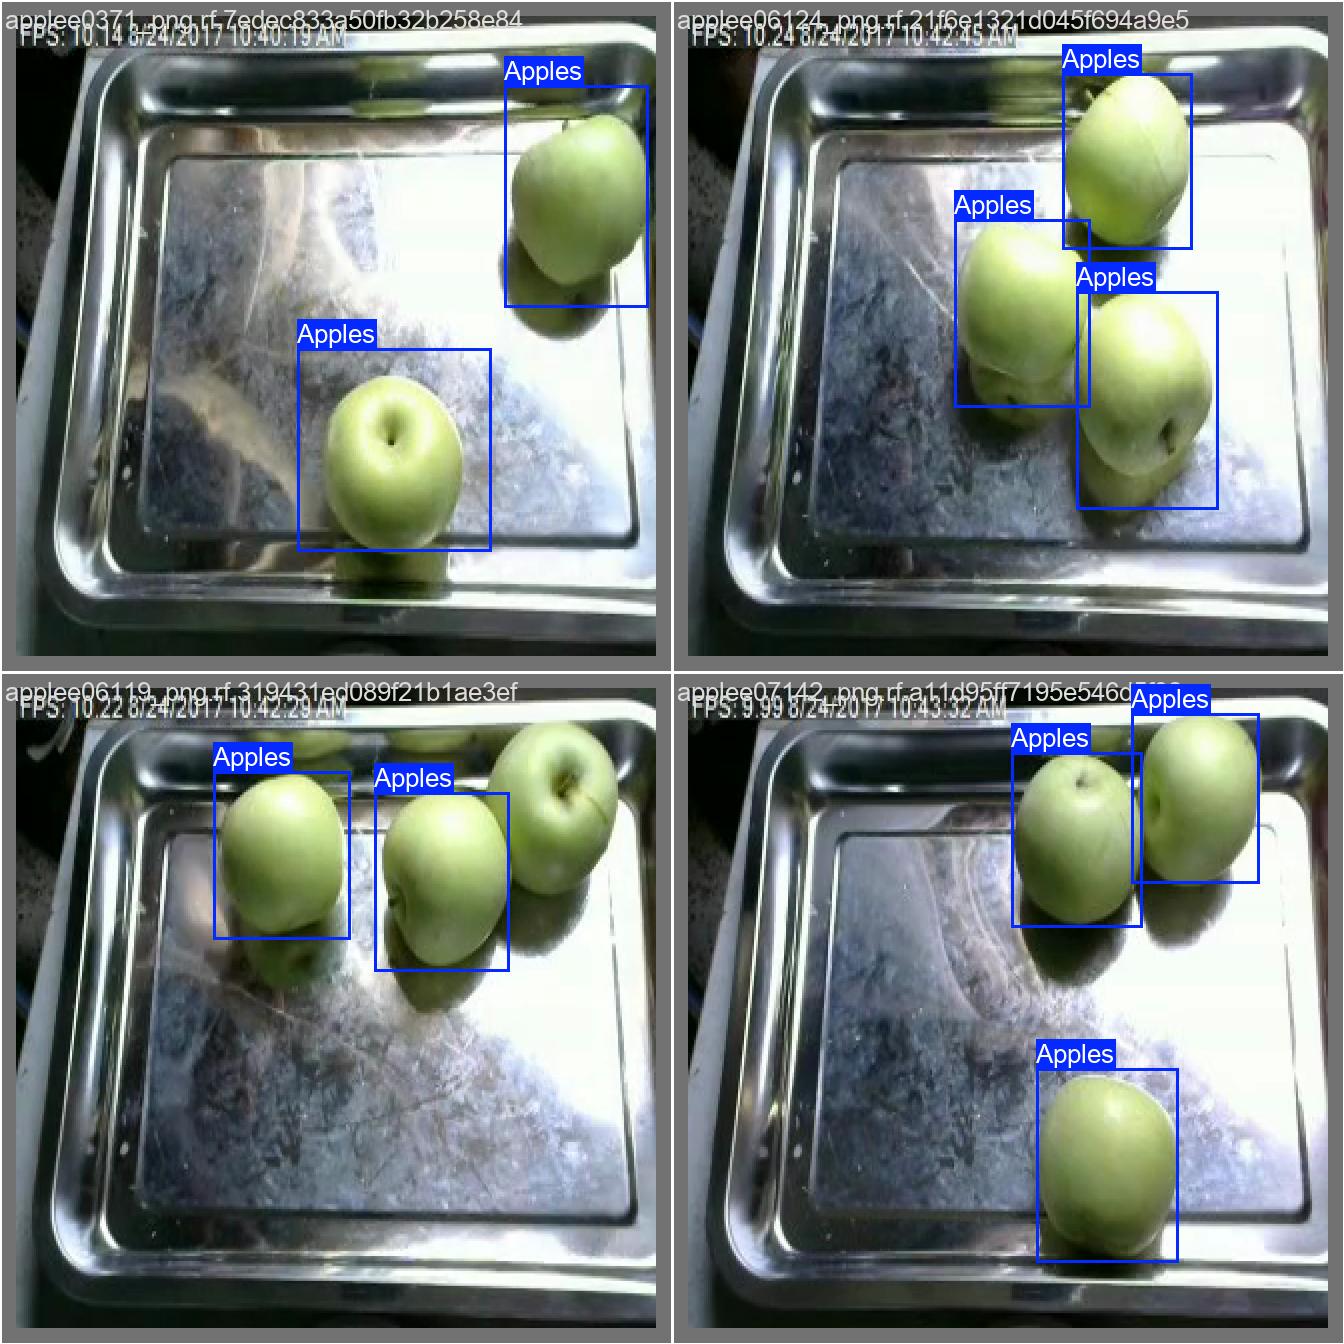 applee0371_png.rf.7edec833a50fb32b258e84
FPS: 10.14 8/24/2017 10:40:19 AM
Apples
Apples
applee06124_png.rf.21f6e1321d045f694a9e5
FPS: 10.24 8/24/2017 10:42:45 AM
Apples
Apples
Apples
applee06119_png.rf.319431ed089f21b1ae3ef
FPS: 10.22 8/24/2017 10:42:29 AM
Apples
Apples
applee07142_png.rf.a11d95ff7195e546d
FPS: 9.99 8/24/2017 10:43:32 AM
Apples
Apples
Apples